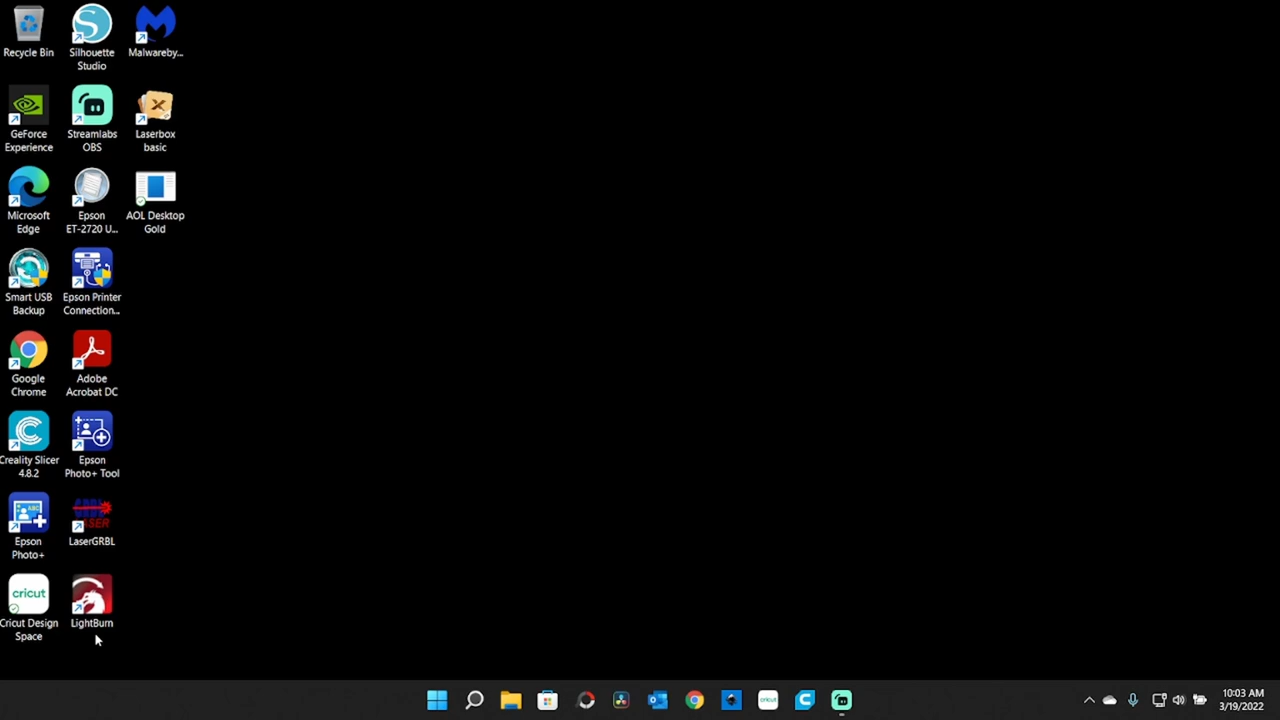 Recycle Bin
Silhouette
Studio
Malwareby...
GeForce
Experience
Streamlabs
OBS
Laserbox
basic
Microsoft
Edge
Epson
ET-2720 U...
AOL Desktop
Gold
Smart USB
Backup
Epson Printer
Connection...
Google
Chrome
Adobe
Acrobat DC
Creality Slicer
4.8.2
Epson
Photo+ Tool
Epson
Photo+
LASER
LaserGRBL
cricut
Cricut Design
Space
LightBurn
cricut
10:03 AM
3/19/2022